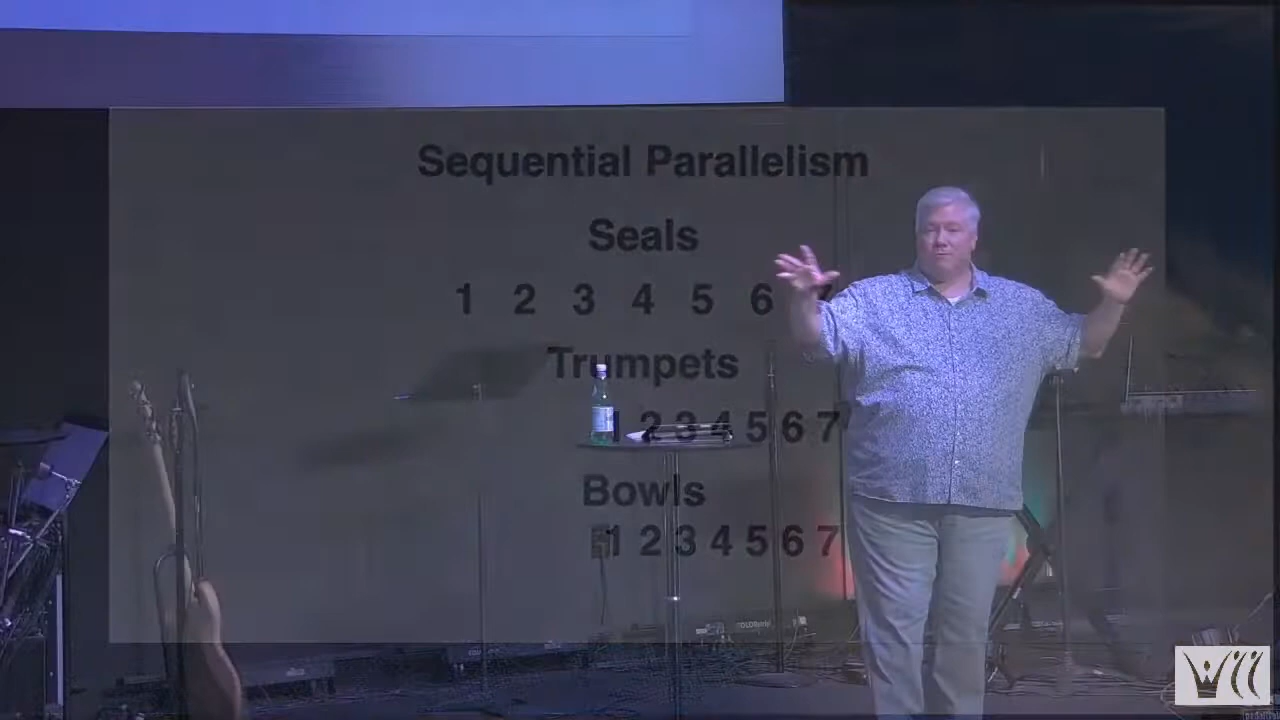 Sequential Parallelism
Seals
1 2 3 4 5 6
Trumpets
1 2 3 4 5 6 7
Bowls
1 2 3 4 5 6 7